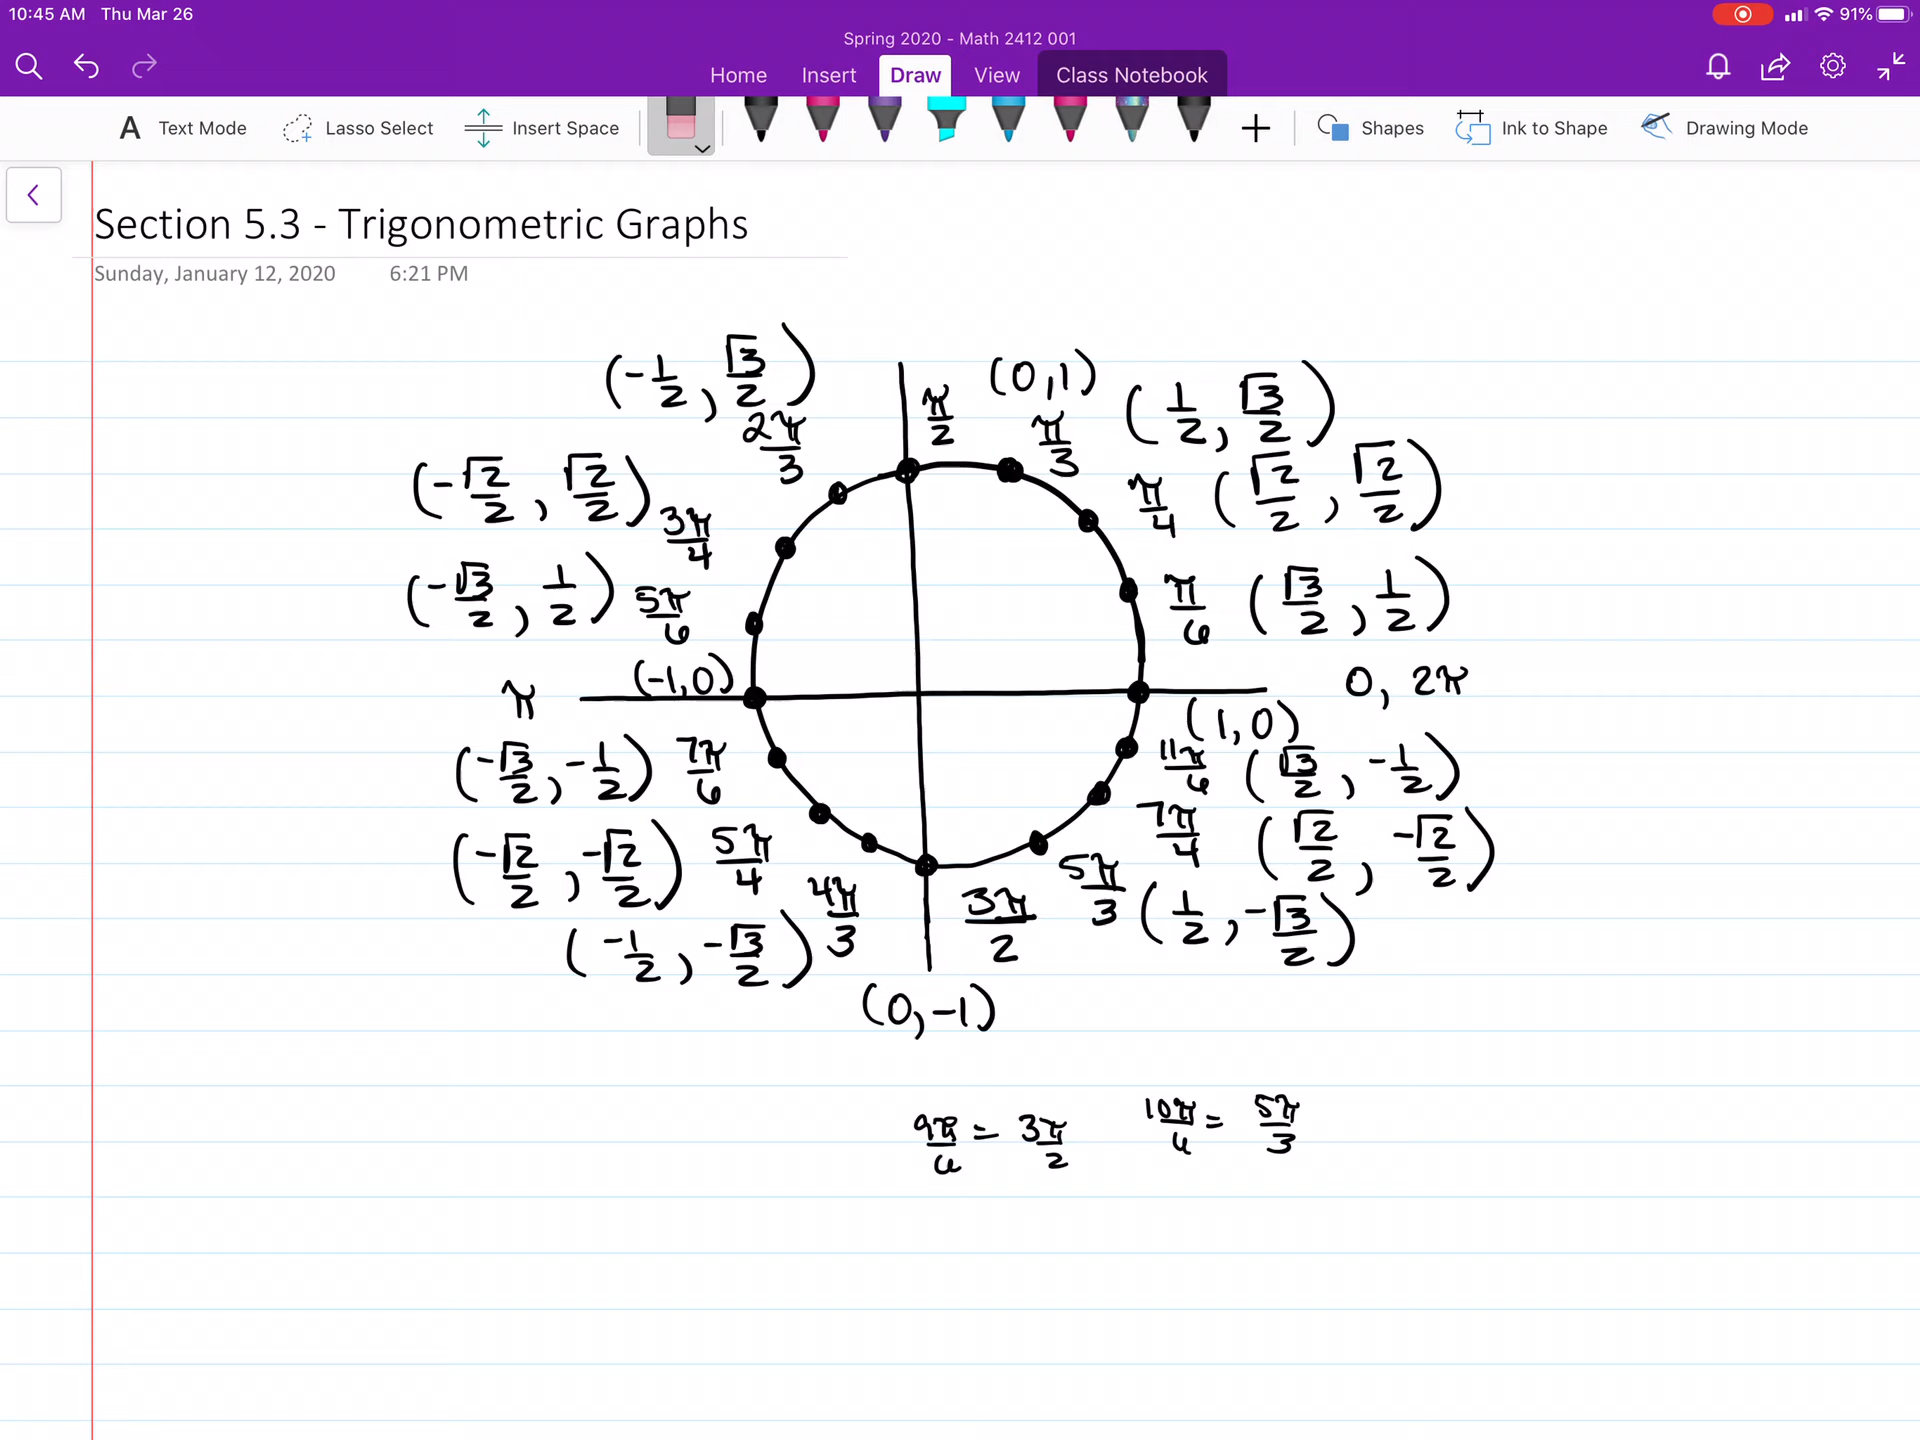 10:45 AM Thu Mar 26
91%
Spring 2020 - Math 2412 001
Home Insert Draw View Class Notebook
A Text Mode Lasso Select Insert Space Shapes Ink to Shape Drawing Mode
Section 5.3 - Trigonometric Graphs
Sunday, January 12, 2020 6:21 PM
(-1/2, √3/2) 2π/3
π/2 (0,1)
π/3 (1/2, √3/2)
(-√2/2, √2/2) 3π/4
π/4 (√2/2, √2/2)
(-√3/2, 1/2) 5π/6
π/6 (√3/2, 1/2)
π (-1,0)
(1,0) 0, 2π
(-√3/2, -1/2) 7π/6
11π/6 (√3/2, -1/2)
(-√2/2, -√2/2) 5π/4
7π/4 (√2/2, -√2/2)
(-1/2, -√3/2) 4π/3
3π/2
5π/3 (1/2, -√3/2)
(0,-1)
9π/6 = 3π/2 10π/6 = 5π/3